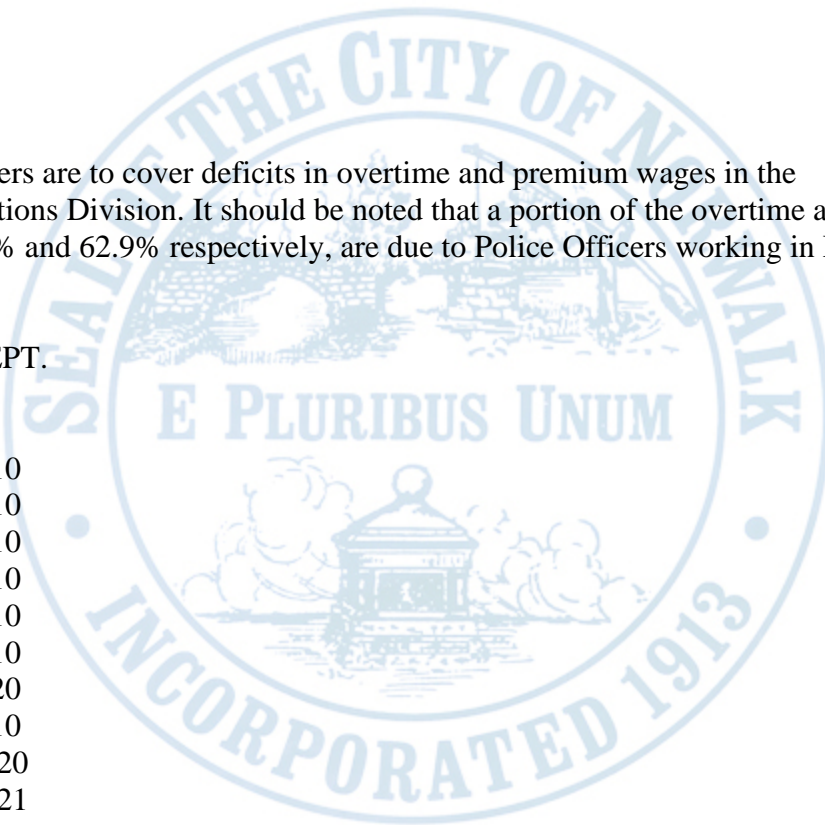 SEAL OF THE CITY OF NORWALK
ers are to cover deficits in overtime and premium wages in the
tions Division. It should be noted that a portion of the overtime a
% and 62.9% respectively, are due to Police Officers working in
EPT.
E PLURIBUS UNUM
10
10
10
10
10
10
20
10
20
21
INCORPORATED 1913